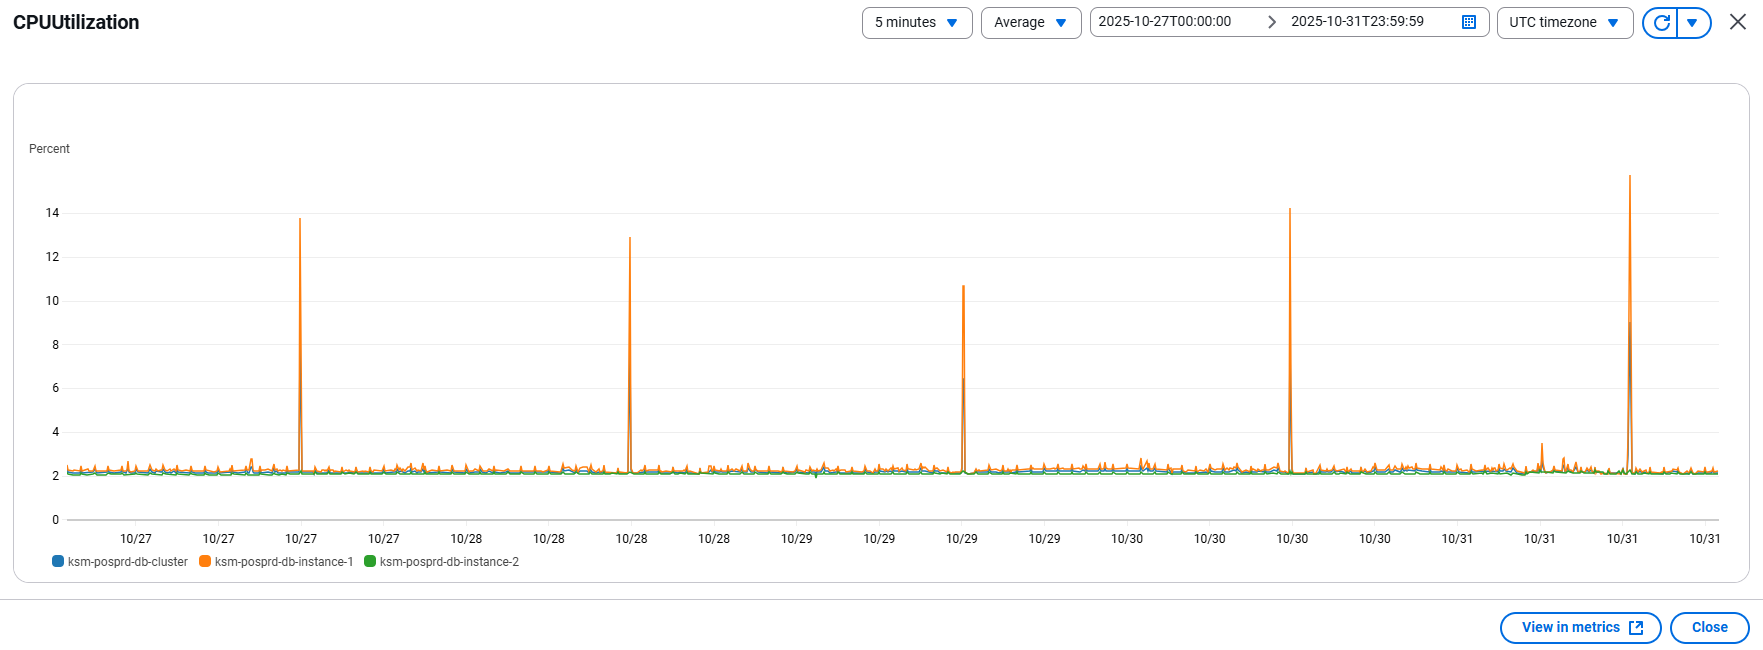 CPUUtilization
5 minutes
Average
2025-10-27T00:00:00
2025-10-31T23:59:59
UTC timezone
Percent
14
12
10
8
6
4
2
0
10/27 10/27 10/27 10/27 10/28 10/28 10/28 10/28 10/29 10/29 10/29 10/29 10/30 10/30 10/30 10/30 10/31 10/31 10/31 10/31
ksm-posprd-db-cluster ksm-posprd-db-instance-1 ksm-posprd-db-instance-2
View in metrics
Close